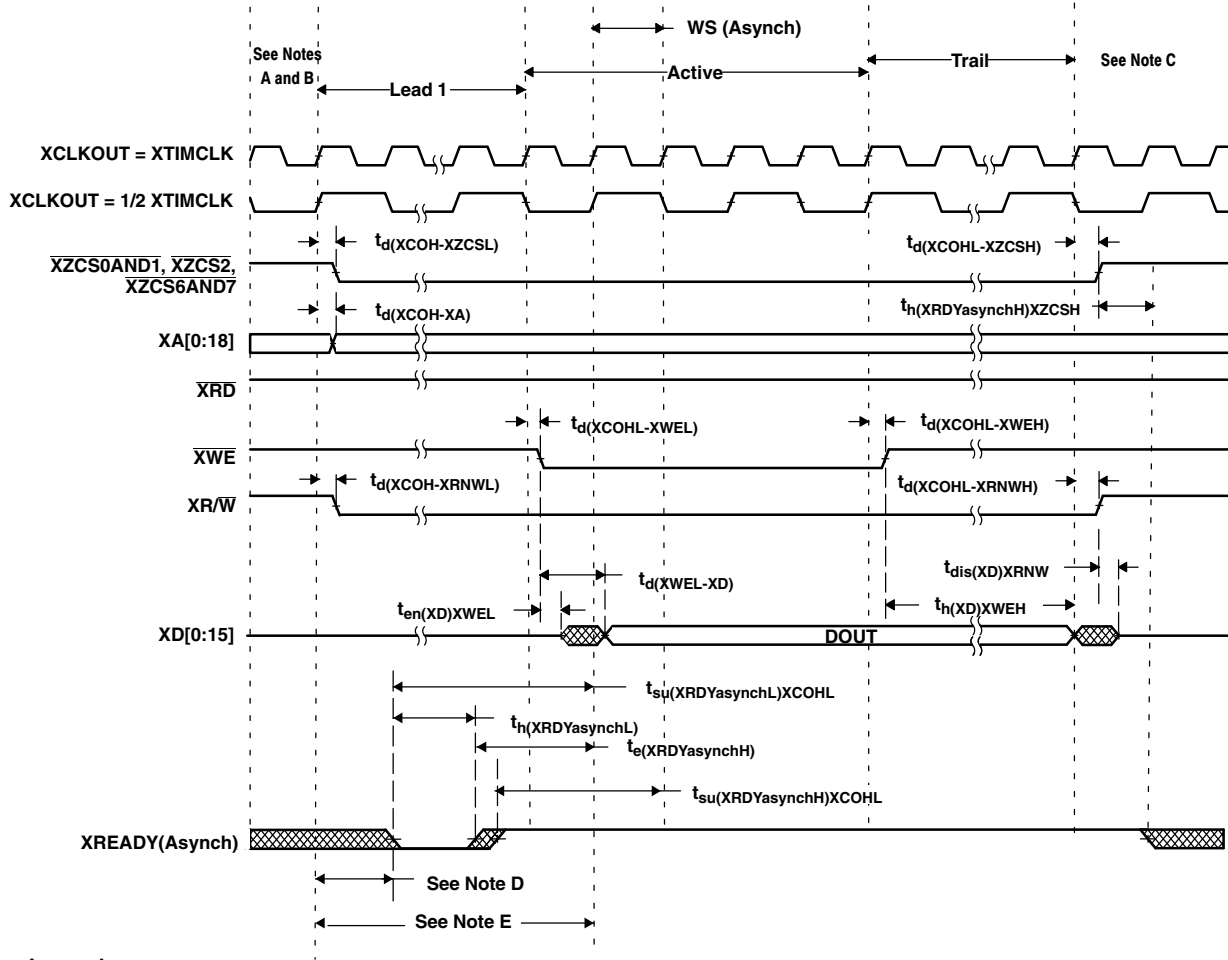 WS (Asynch)
See Notes
A and B
Lead 1
Active
Trail
See Note C
XCLKOUT = XTIMCLK
XCLKOUT = 1/2 XTIMCLK
td(XCOH-XZCSL)
td(XCOHL-XZCSH)
XZCS0AND1, XZCS2,
XZCS6AND7
td(XCOH-XA)
th(XRDYasynchH)XZCSH
XA[0:18]
XRD
td(XCOHL-XWEL)
td(XCOHL-XWEH)
XWE
td(XCOH-XRNWL)
td(XCOHL-XRNWH)
XR/W
td(XWEL-XD)
tdis(XD)XRNW
ten(XD)XWEL
th(XD)XWEH
XD[0:15]
DOUT
tsu(XRDYasynchL)XCOHL
th(XRDYasynchL)
te(XRDYasynchH)
tsu(XRDYasynchH)XCOHL
XREADY(Asynch)
See Note D
See Note E